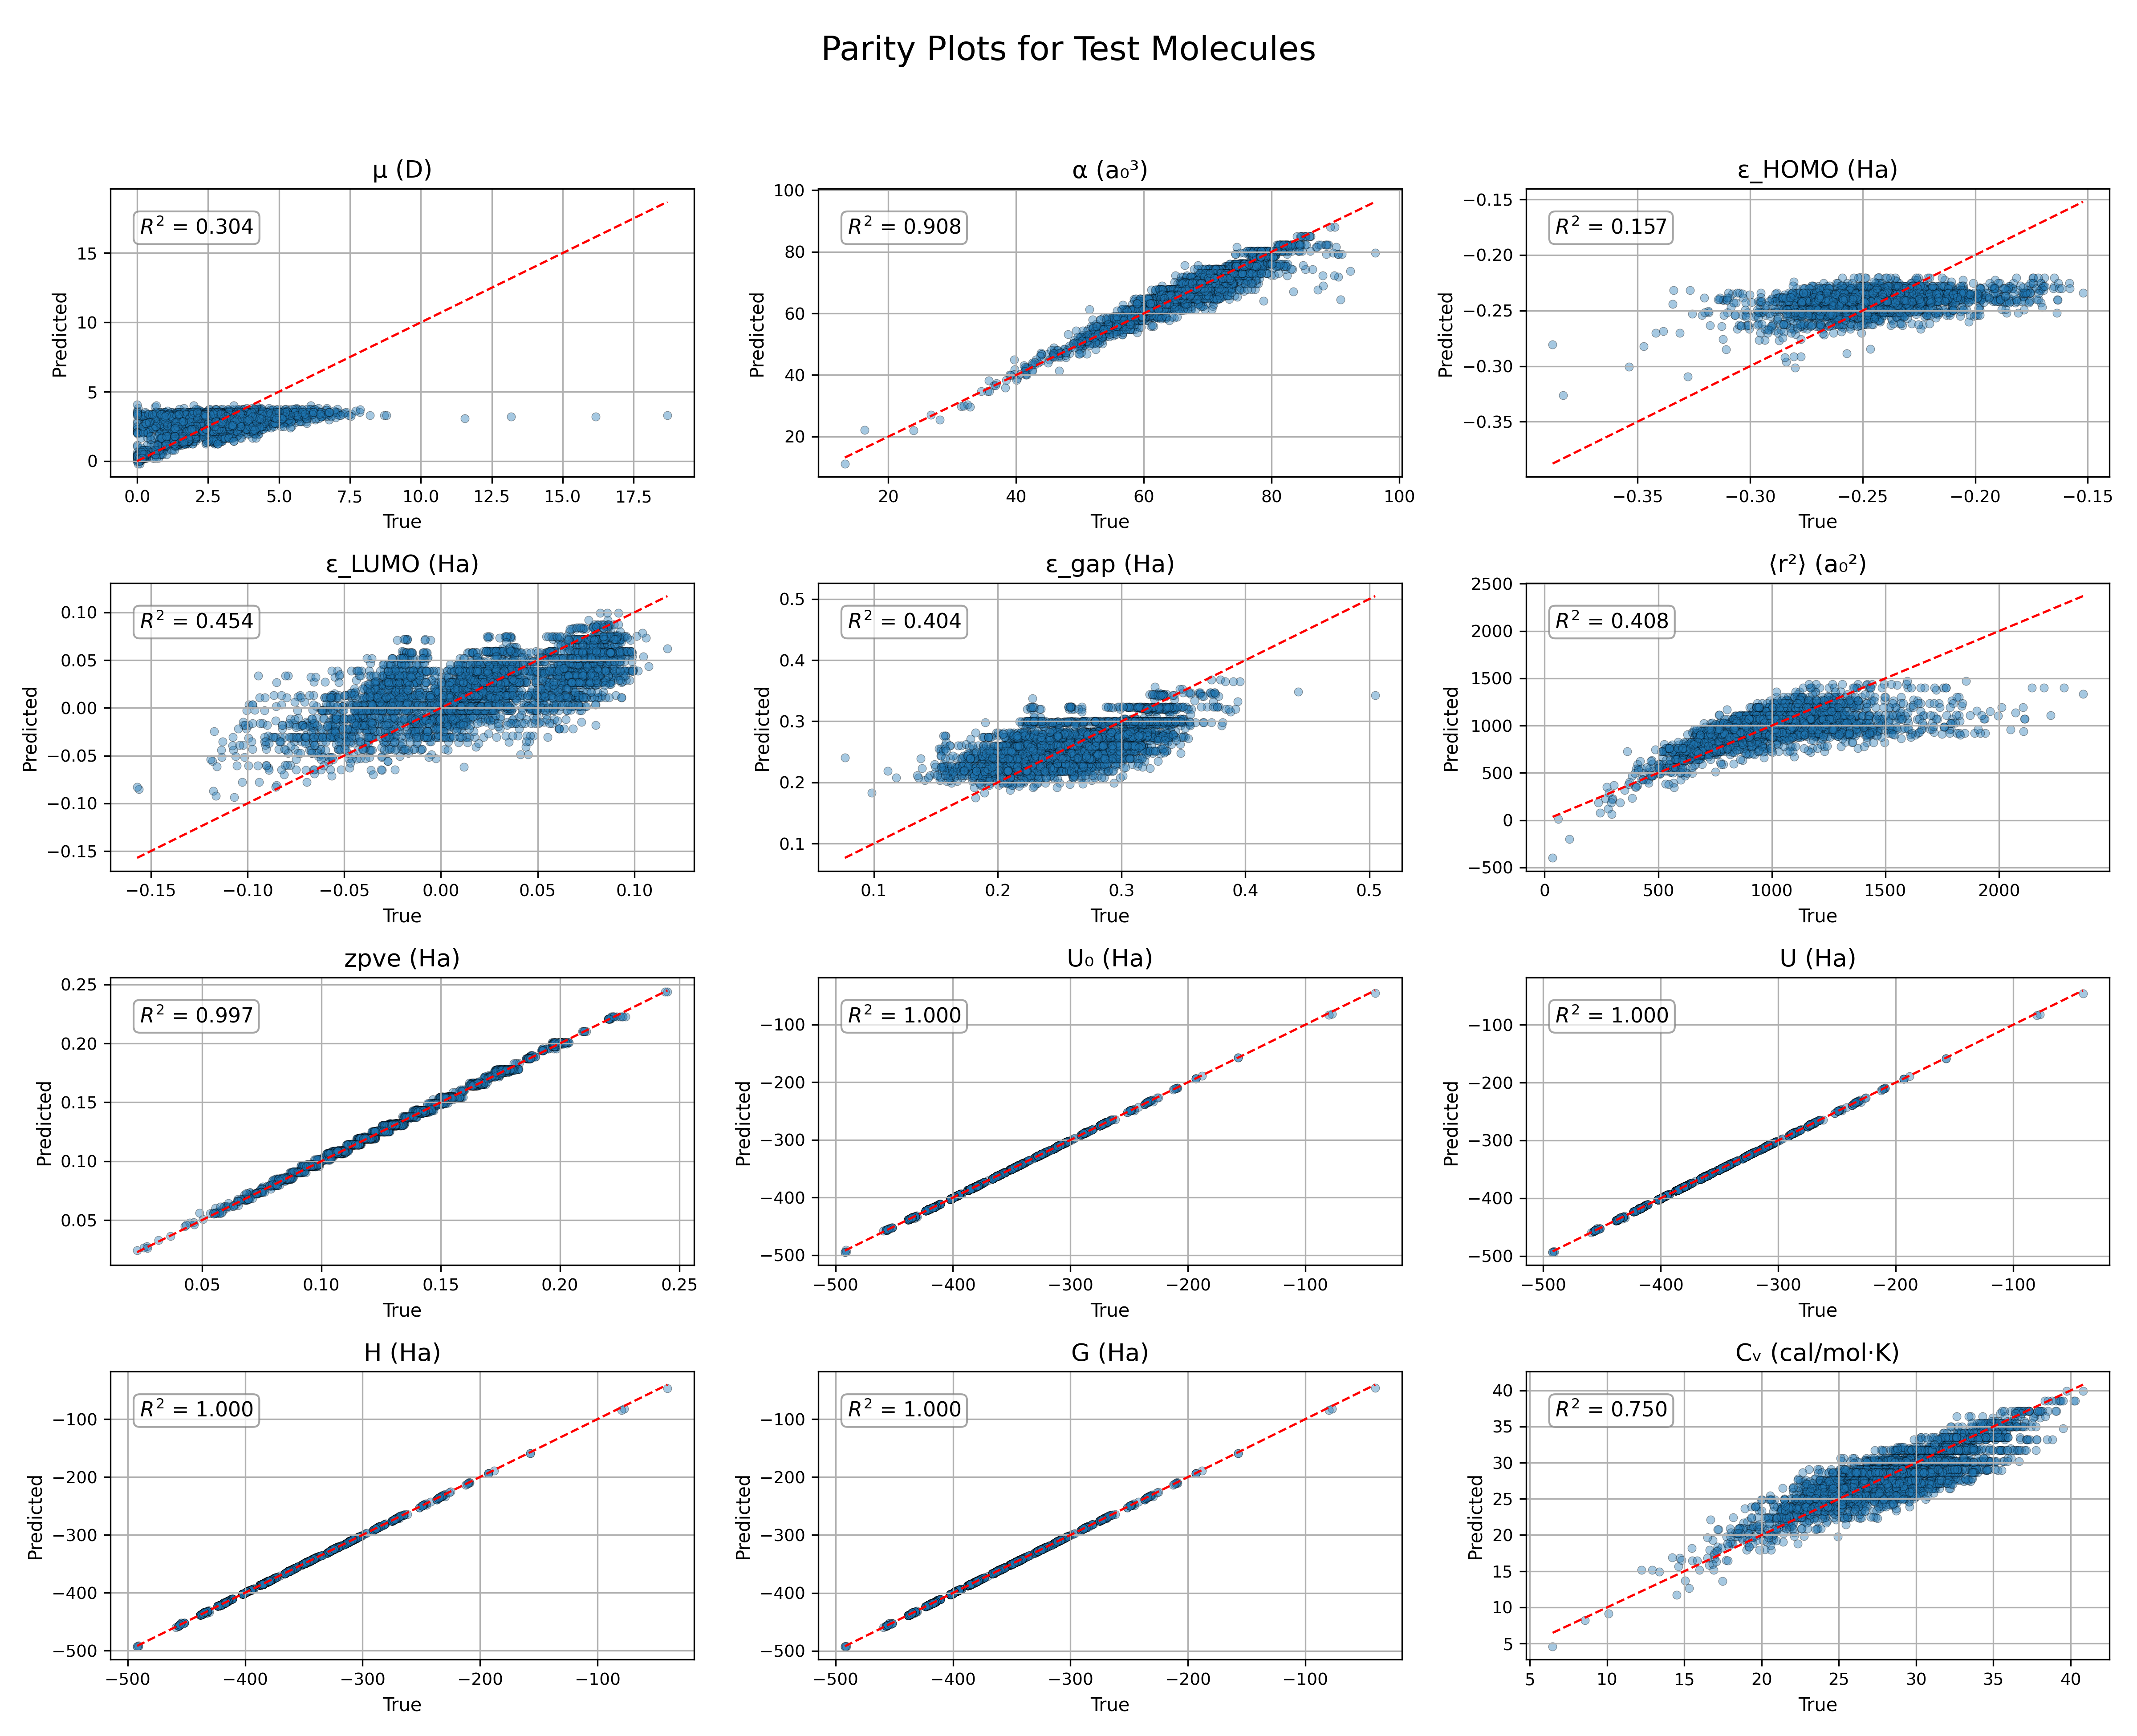 Parity Plots for Test Molecules
μ (D)
R² = 0.304
Predicted
15
10
5
0
0.0 2.5 5.0 7.5 10.0 12.5 15.0 17.5
True
α (a₀³)
R² = 0.908
Predicted
100
80
60
40
20
20 40 60 80 100
True
ε_HOMO (Ha)
R² = 0.157
Predicted
−0.15
−0.20
−0.25
−0.30
−0.35
−0.35 −0.30 −0.25 −0.20 −0.15
True
ε_LUMO (Ha)
R² = 0.454
Predicted
0.10
0.05
0.00
−0.05
−0.10
−0.15
−0.15 −0.10 −0.05 0.00 0.05 0.10
True
ε_gap (Ha)
R² = 0.404
Predicted
0.5
0.4
0.3
0.2
0.1
0.1 0.2 0.3 0.4 0.5
True
⟨r²⟩ (a₀²)
R² = 0.408
Predicted
2500
2000
1500
1000
500
0
−500
0 500 1000 1500 2000
True
zpve (Ha)
R² = 0.997
Predicted
0.25
0.20
0.15
0.10
0.05
0.05 0.10 0.15 0.20 0.25
True
U₀ (Ha)
R² = 1.000
Predicted
−100
−200
−300
−400
−500
−500 −400 −300 −200 −100
True
U (Ha)
R² = 1.000
Predicted
−100
−200
−300
−400
−500
−500 −400 −300 −200 −100
True
H (Ha)
R² = 1.000
Predicted
−100
−200
−300
−400
−500
−500 −400 −300 −200 −100
True
G (Ha)
R² = 1.000
Predicted
−100
−200
−300
−400
−500
−500 −400 −300 −200 −100
True
Cᵥ (cal/mol·K)
R² = 0.750
Predicted
40
35
30
25
20
15
10
5
5 10 15 20 25 30 35 40
True